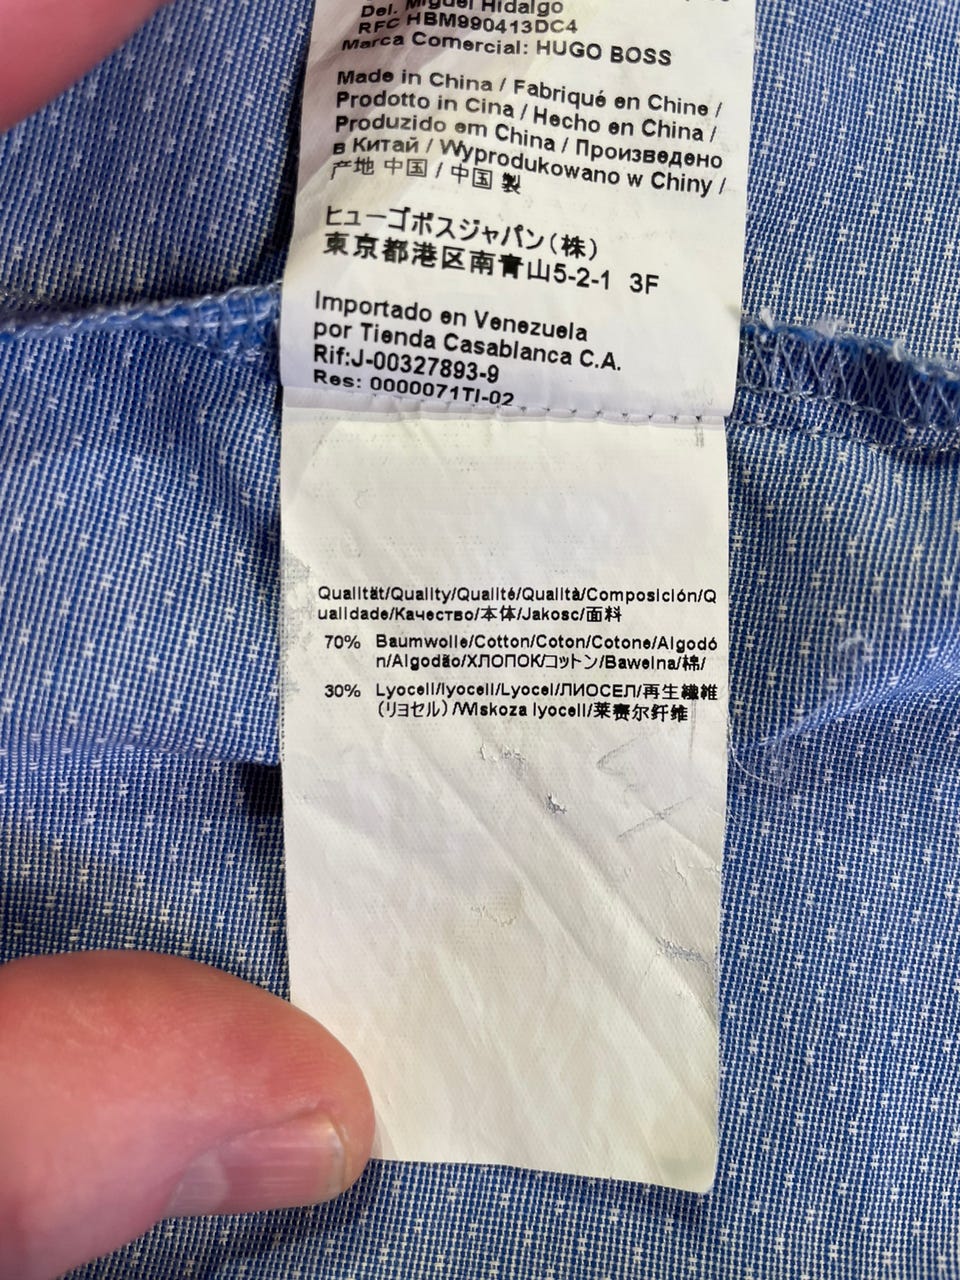 Del. Miguel Hidalgo
RFC HBM990413DC4
Marca Comercial: HUGO BOSS
Made in China / Fabriqué en Chine /
Prodotto in Cina / Hecho en China /
Produzido em China / Произведено
в Китай / Wyprodukowano w Chiny /
产地 中国 / 中国 製
ヒューゴボスジャパン(株)
東京都港区南青山5-2-1 3F
Importado en Venezuela
por Tienda Casablanca C.A.
Rif:J-00327893-9
Res: 0000071TI-02
Qualität/Quality/Qualité/Qualità/Composición/Q
ualidade/Качество/本体/Jakosc/面料
70% Baumwolle/Cotton/Coton/Cotone/Algodó
n/Algodão/ХЛОПОК/コットン/Bawelna/棉/
30% Lyocell/lyocell/Lyocel/ЛИОСЕЛ/再生繊維
(リヨセル)/Wiskoza lyocell/莱赛尔纤维